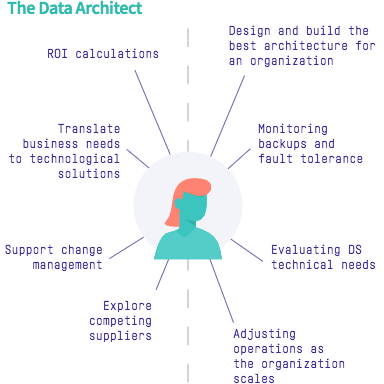 The Data Architect
ROI calculations
Design and build the
best architecture for
an organization
Translate
business needs
to technological
solutions
Monitoring
backups and
fault tolerance
Support change
management
Evaluating DS
technical needs
Explore
competing
suppliers
Adjusting
operations as
the organization
scales